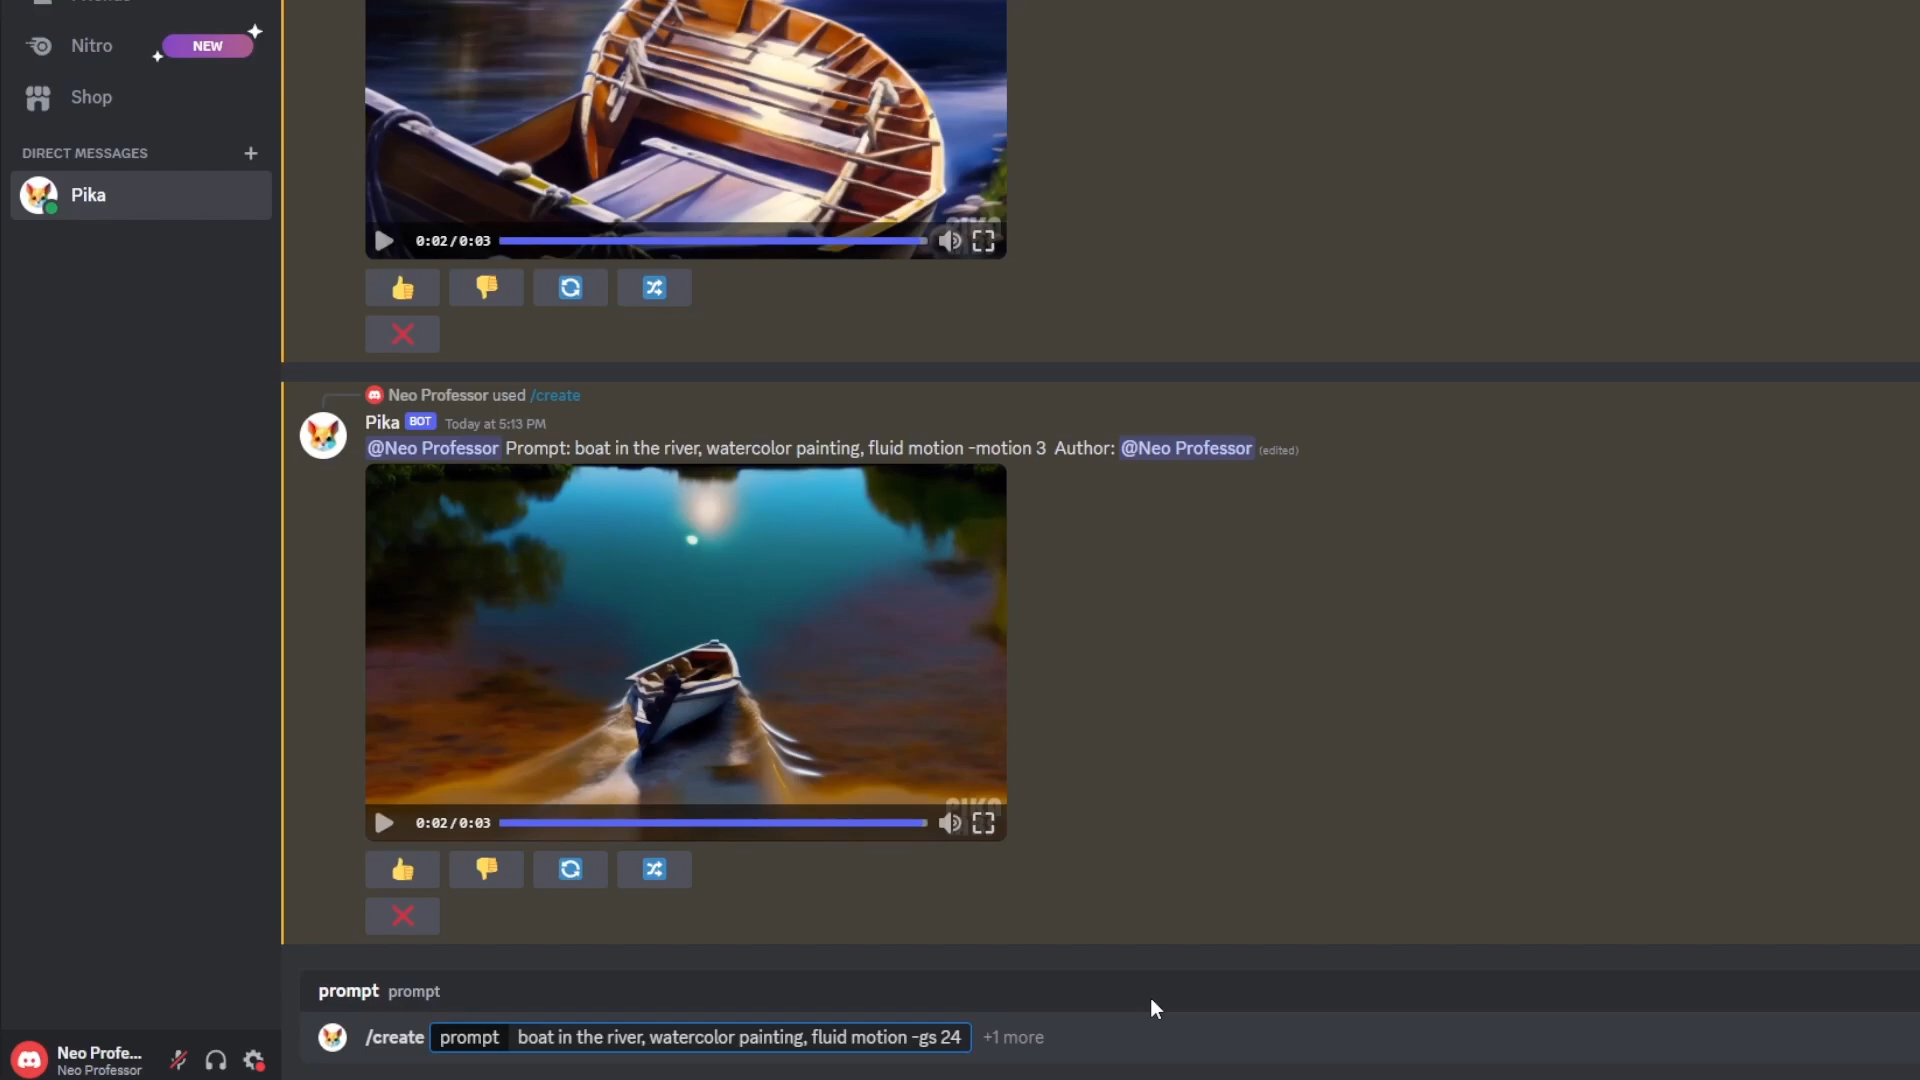 Friends
Nitro NEW
Shop
DIRECT MESSAGES +
Pika
0:02/0:03
Neo Professor used /create
Pika BOT Today at 5:13 PM
@Neo Professor Prompt: boat in the river, watercolor painting, fluid motion -motion 3 Author: @Neo Professor (edited)
0:02/0:03
prompt prompt
/create prompt boat in the river, watercolor painting, fluid motion -gs 24 +1 more
Neo Profe...
Neo Professor